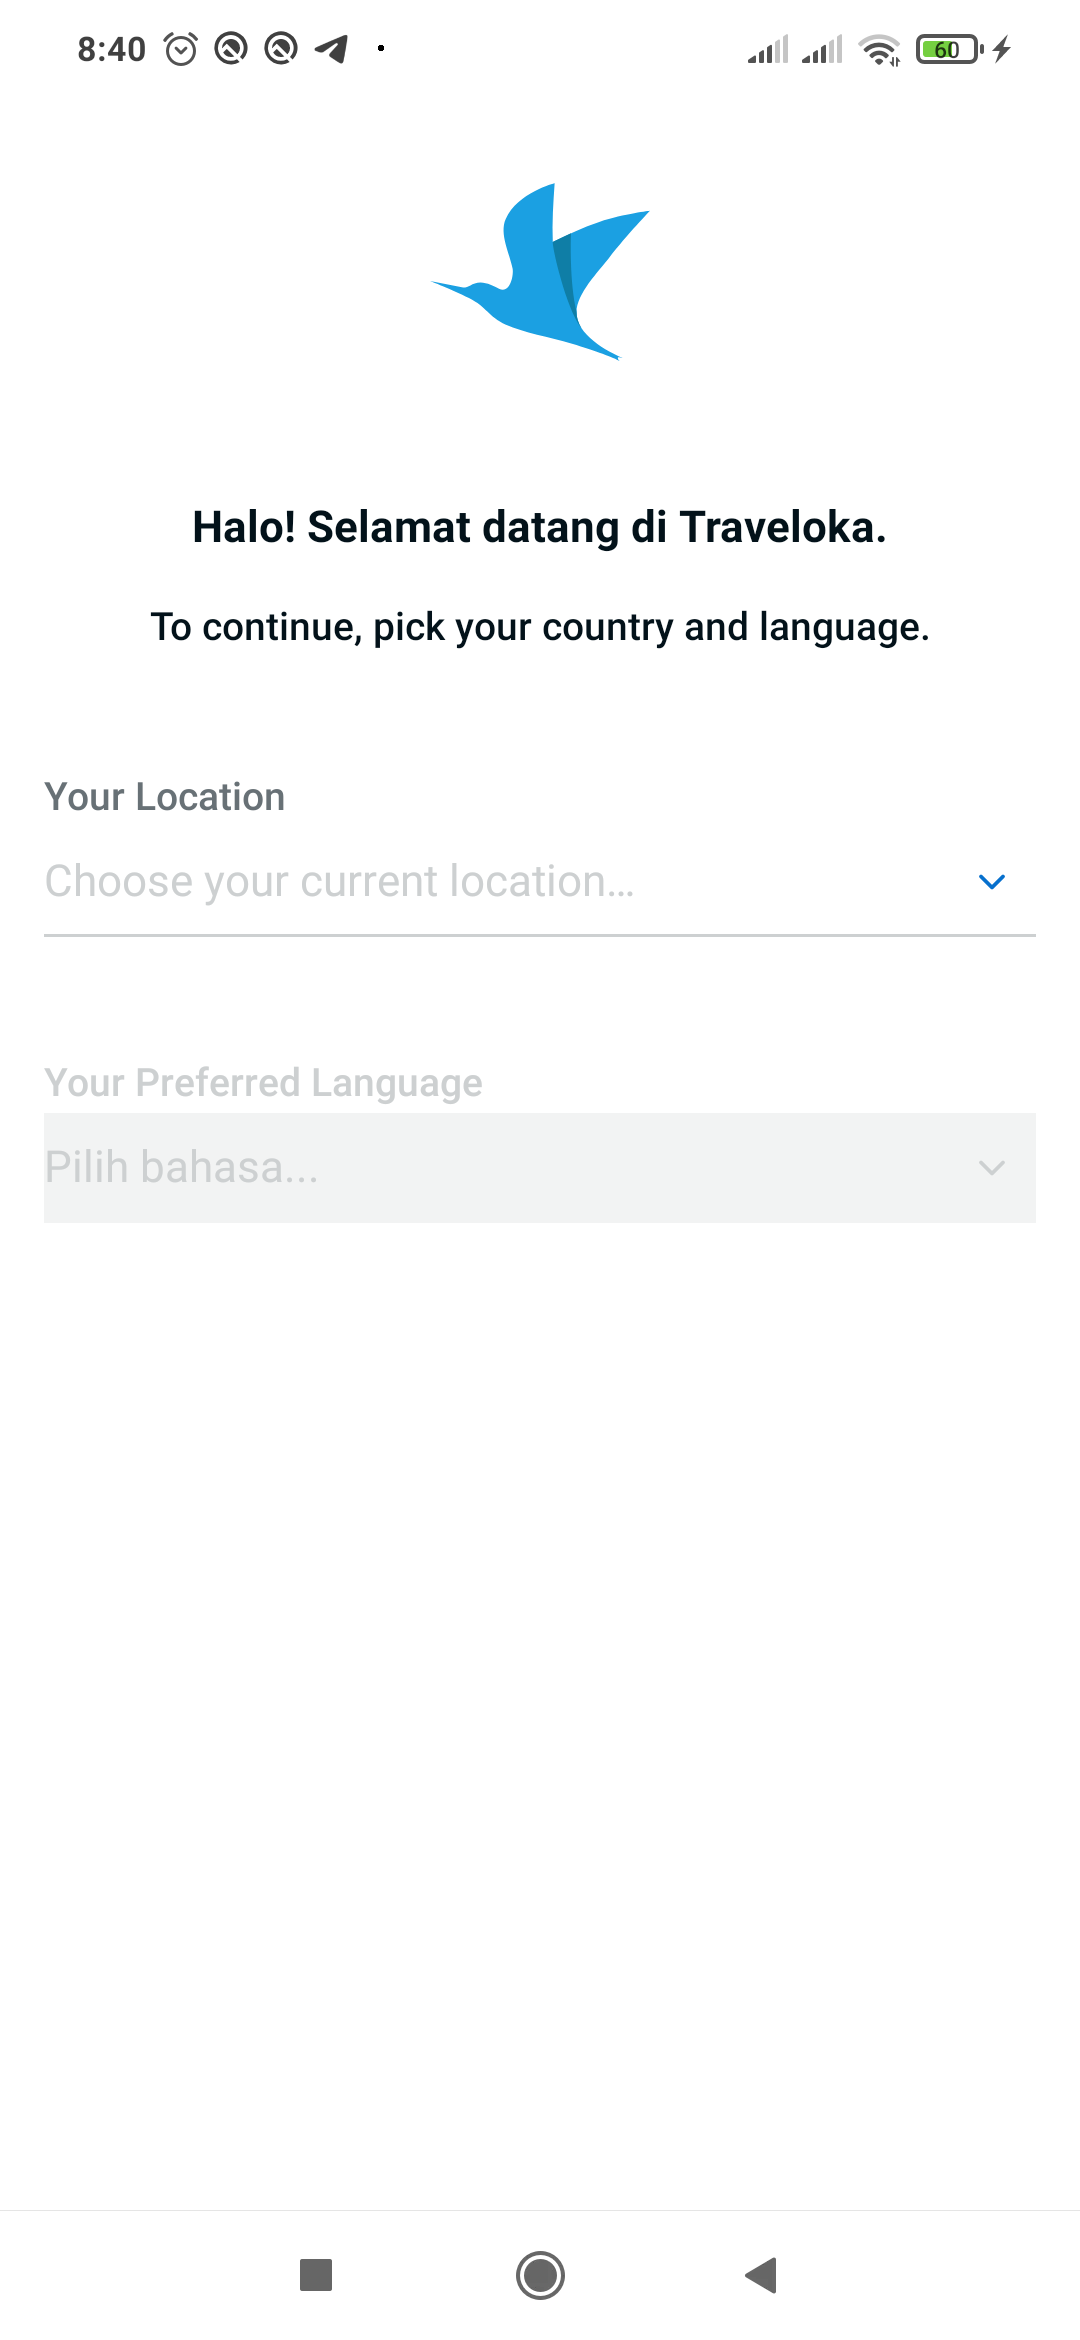 8:40
60
Halo! Selamat datang di Traveloka.
To continue, pick your country and language.
Your Location
Choose your current location...
Your Preferred Language
Pilih bahasa...